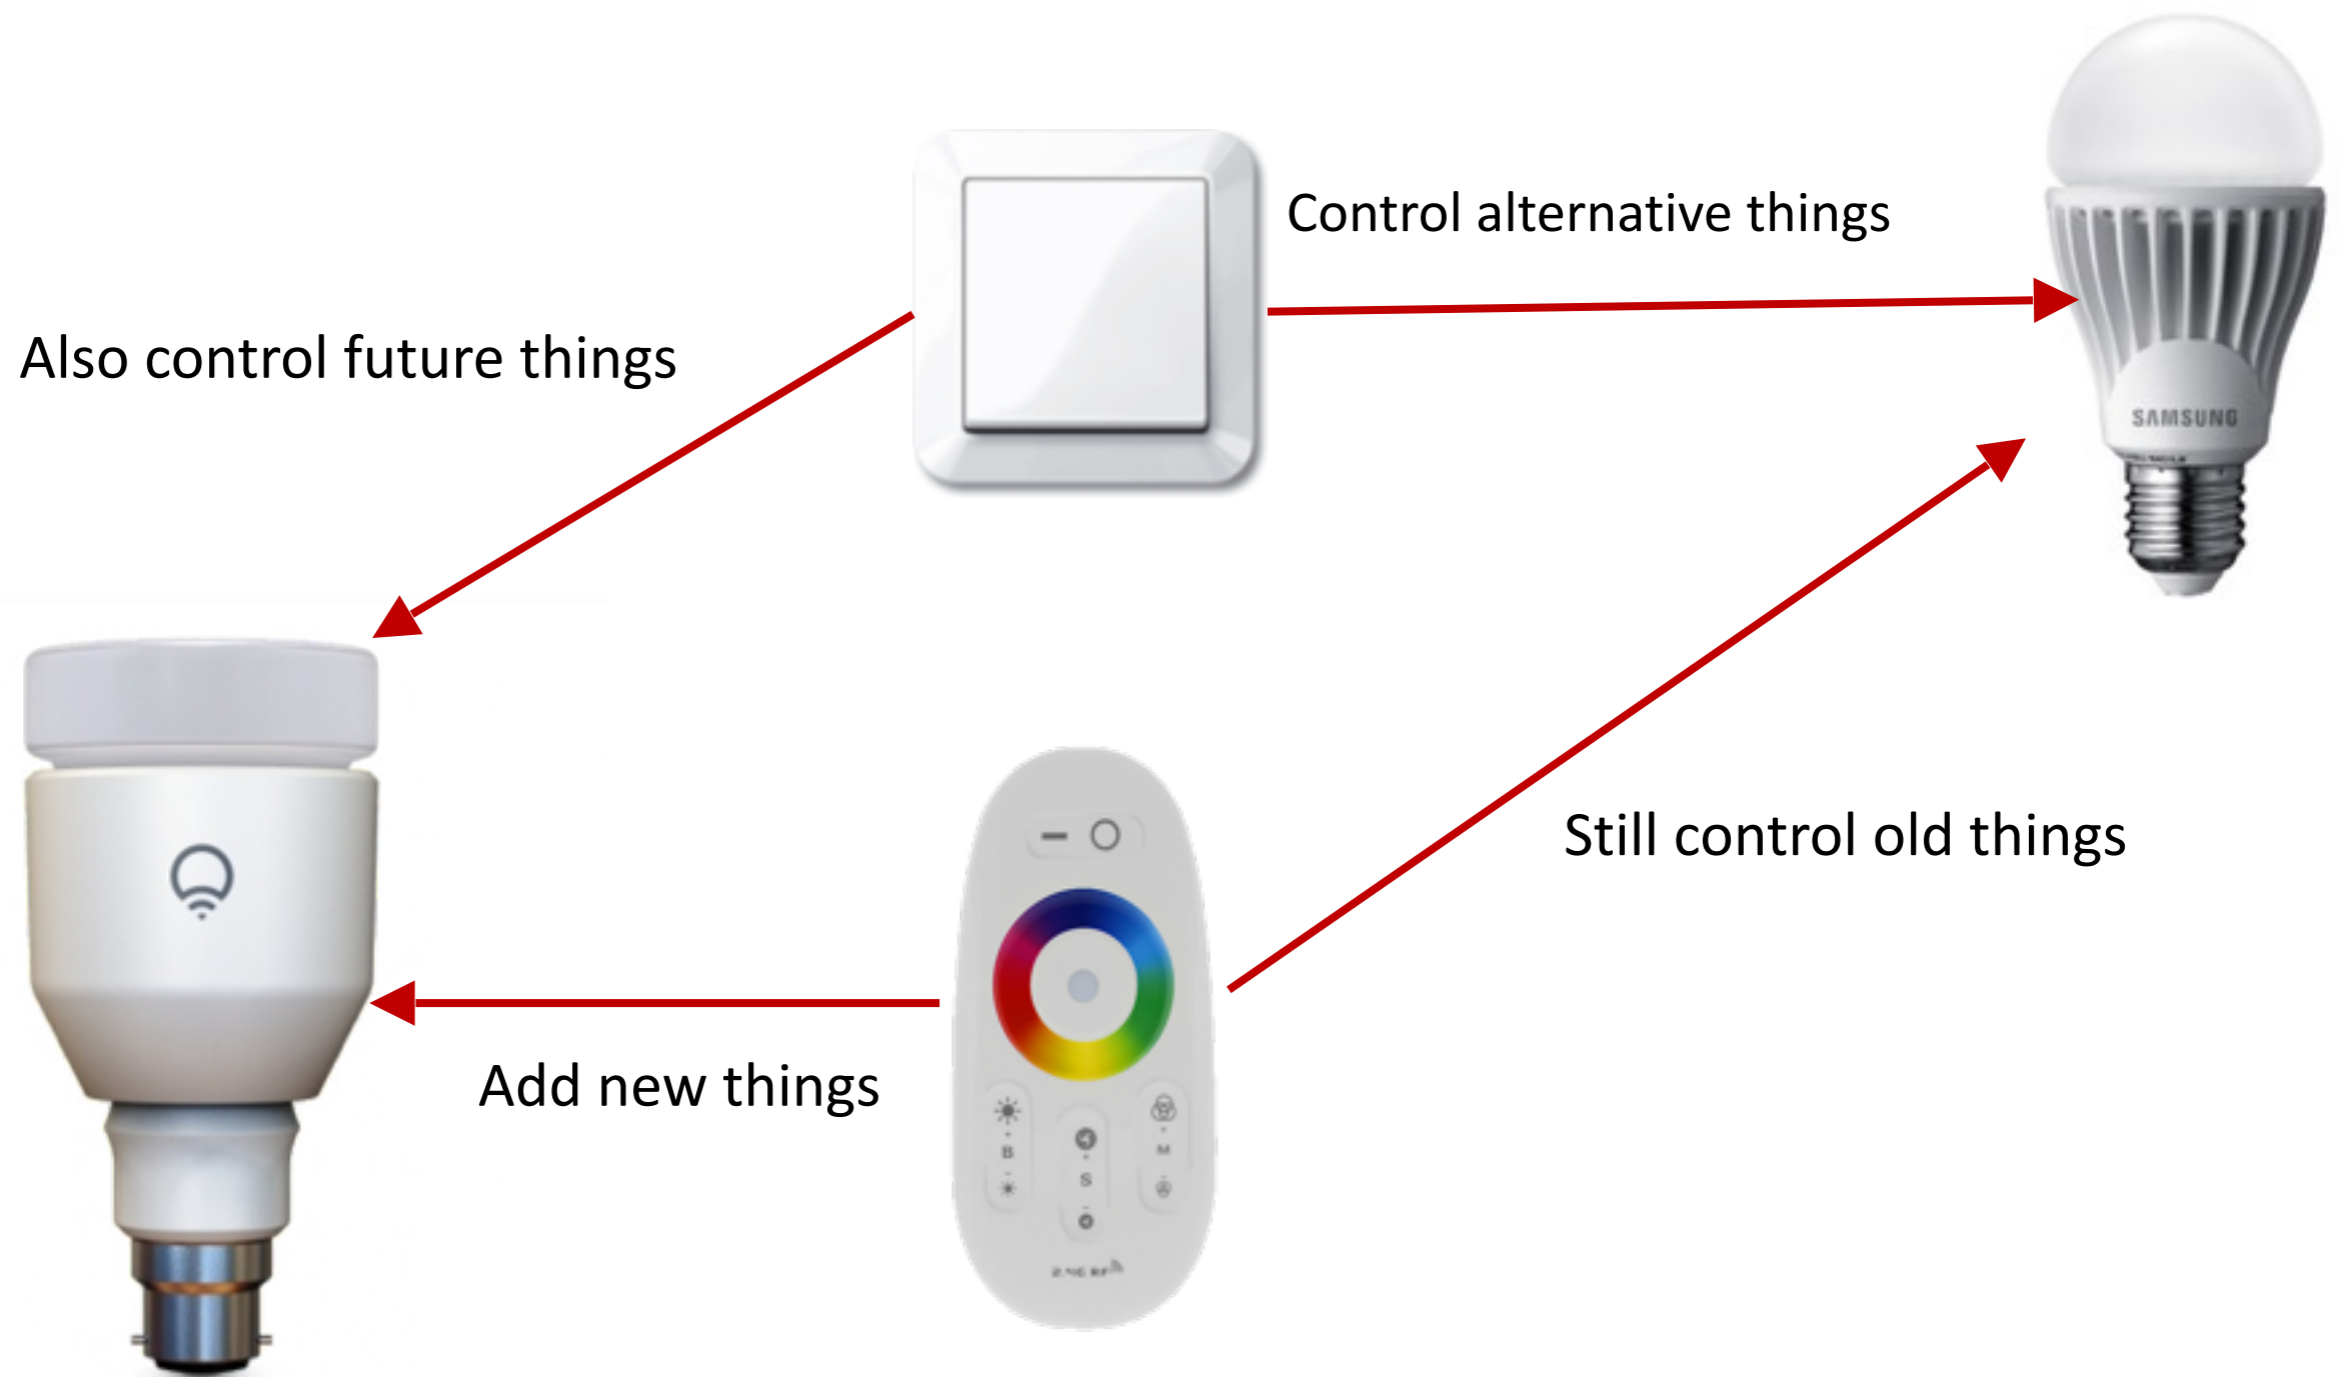 Control alternative things
Also control future things
SAMSUNG
Still control old things
Add new things
B
S
M